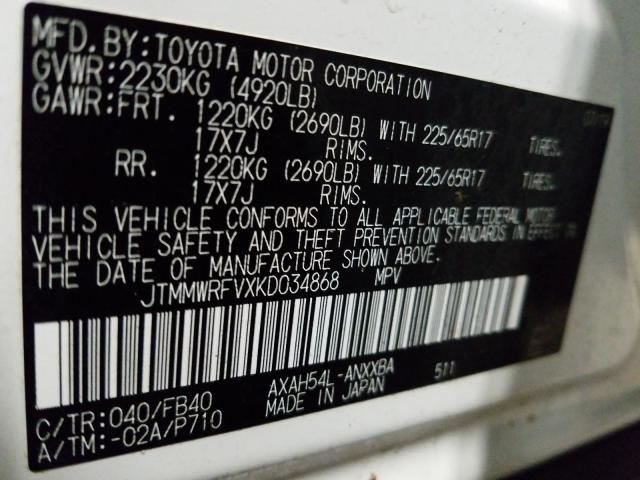 MFD. BY: TOYOTA MOTOR CORPORATION
GVWR: 2230KG (4920LB)
GAWR: FRT. 1220KG (2690LB) WITH 225/65R17 TIRES.
17X7J RIMS.
RR. 1220KG (2690LB) WITH 225/65R17 TIRES.
17X7J RIMS.
THIS VEHICLE CONFORMS TO ALL APPLICABLE FEDERAL MOTOR
VEHICLE SAFETY AND THEFT PREVENTION STANDARDS IN EFFECT ON
THE DATE OF MANUFACTURE SHOWN ABOVE.
JTMMWRFVXKD034868 MPV
C/TR: 040/FB40 AXAH54L-ANXXBA 511
A/TM: -02A/P710 MADE IN JAPAN